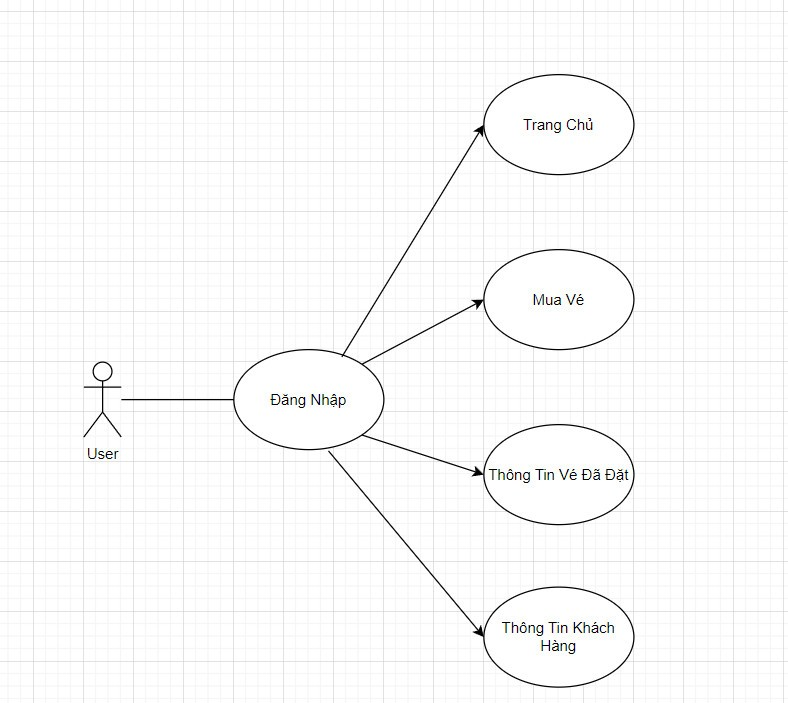 Trang Chủ
Mua Vé
Đăng Nhập
User
Thông Tin Vé Đã Đặt
Thông Tin Khách
Hàng